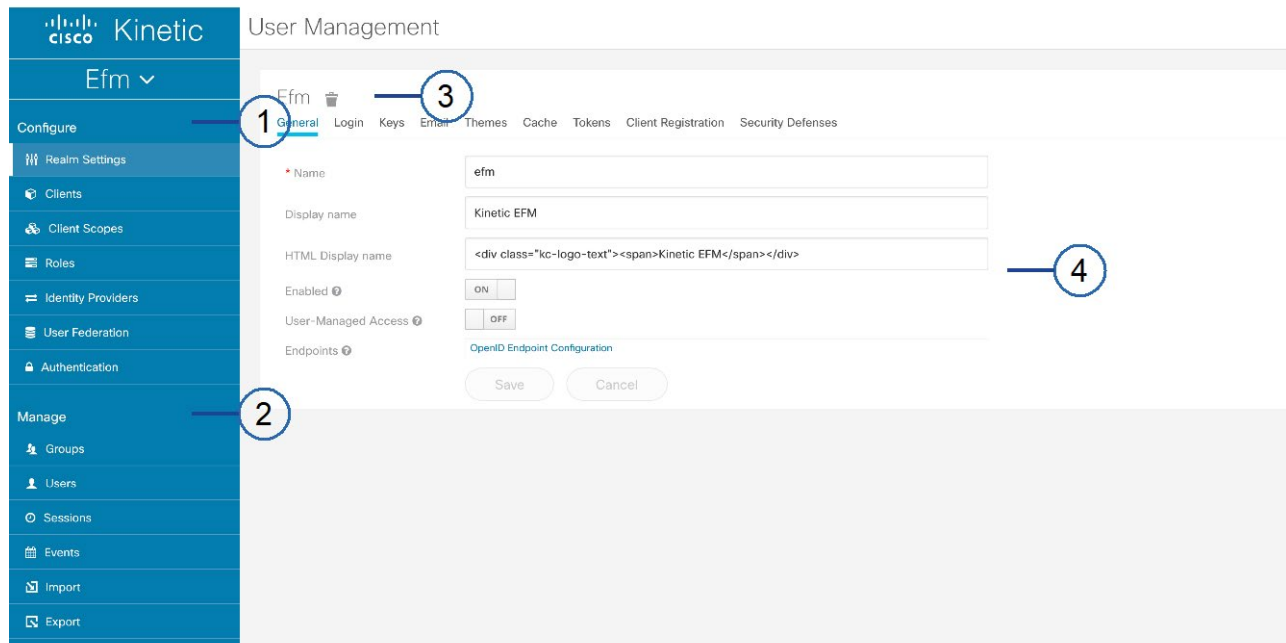 cisco Kinetic
User Management
Efm
Efm
3
1
General Login Keys Email Themes Cache Tokens Client Registration Security Defenses
Configure
Realm Settings
Clients
Client Scopes
Roles
Identity Providers
User Federation
Authentication
* Name
efm
Display name
Kinetic EFM
HTML Display name
<div class="kc-logo-text"><span>Kinetic EFM</span></div>
4
Enabled
ON
User-Managed Access
OFF
Endpoints
OpenID Endpoint Configuration
Save Cancel
2
Manage
Groups
Users
Sessions
Events
Import
Export